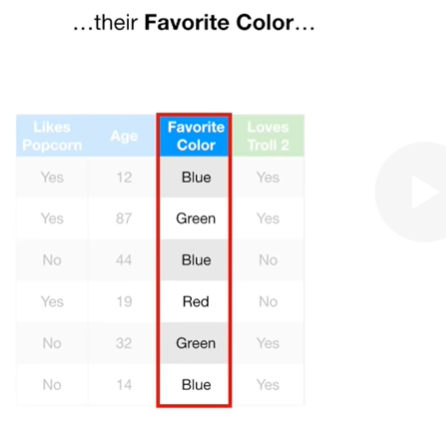 ...their Favorite Color...
Likes Popcorn Age Favorite Color Loves Troll 2
Yes 12 Blue Yes
Yes 87 Green Yes
No 44 Blue No
Yes 19 Red No
No 32 Green Yes
No 14 Blue Yes